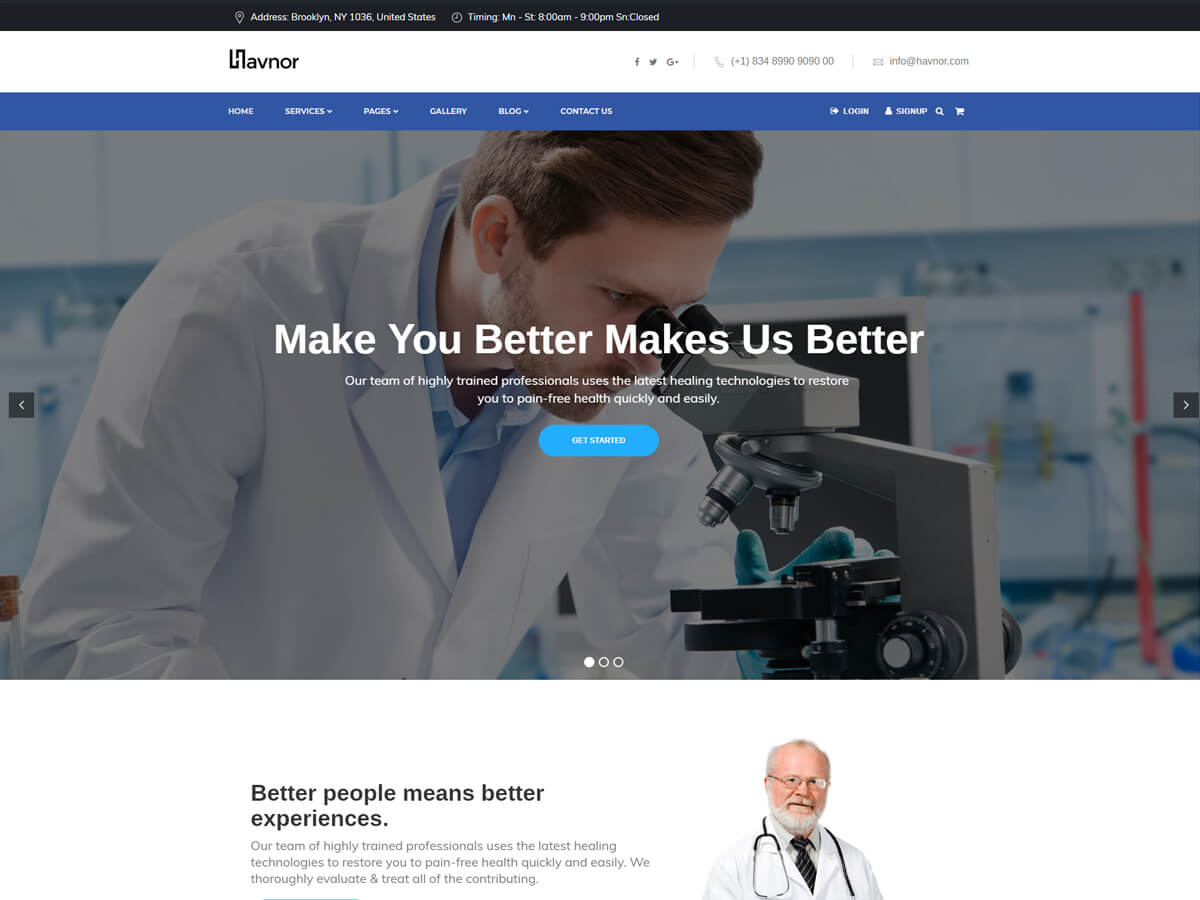 Address: Brooklyn, NY 1036, United States
Timing: Mn - St: 8:00am - 9:00pm Sn:Closed
Havnor
(+1) 834 8990 9090 00
info@havnor.com
HOME SERVICES PAGES GALLERY BLOG CONTACT US LOGIN SIGNUP
Make You Better Makes Us Better
Our team of highly trained professionals uses the latest healing technologies to restore
you to pain-free health quickly and easily.
GET STARTED
Better people means better
experiences.
Our team of highly trained professionals uses the latest healing
technologies to restore you to pain-free health quickly and easily. We
thoroughly evaluate & treat all of the contributing.